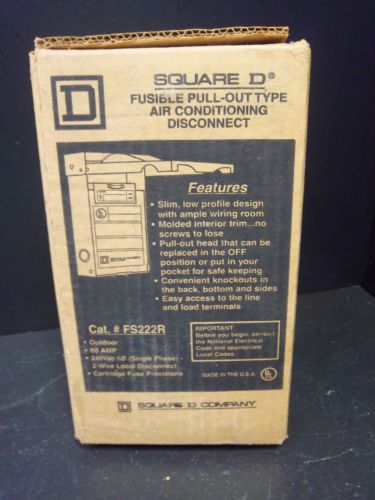 SQUARE D®
FUSIBLE PULL-OUT TYPE
AIR CONDITIONING
DISCONNECT
Features
• Slim, low profile design
with ample wiring room
• Molded interior trim...no
screws to lose
• Pull-out head that can be
replaced in the OFF
position or put in your
pocket for safe keeping
• Convenient knockouts in
the back, bottom and sides
• Easy access to the line
and load terminals
Cat. # FS222R
• Outdoor
• 60 AMP
• 240Vac 1Ø (Single Phase) -
2-Wire Local Disconnect
• Cartridge Fuse Provisions
IMPORTANT
Before you begin, consult
the National Electrical
Code and appropriate
Local Codes.
MADE IN THE U.S.A.
UL
D SQUARE D COMPANY